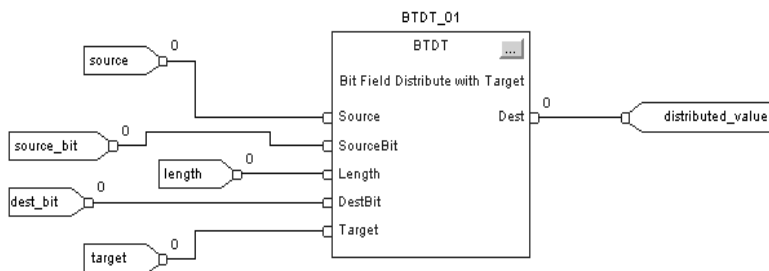 BTDT_01
0
source
BTDT
...
Bit Field Distribute with Target
Source
Dest
0
distributed_value
0
source_bit
SourceBit
0
length
Length
0
dest_bit
DestBit
0
target
Target